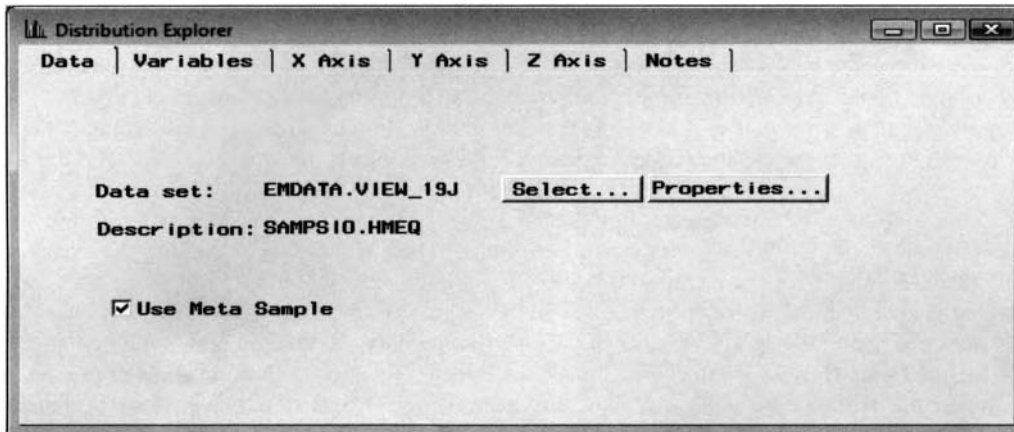 Distribution Explorer
Data | Variables | X Axis | Y Axis | Z Axis | Notes |
Data set: EMDATA.VIEW_19J Select... Properties...
Description: SAMPSIO.HMEQ
Use Meta Sample